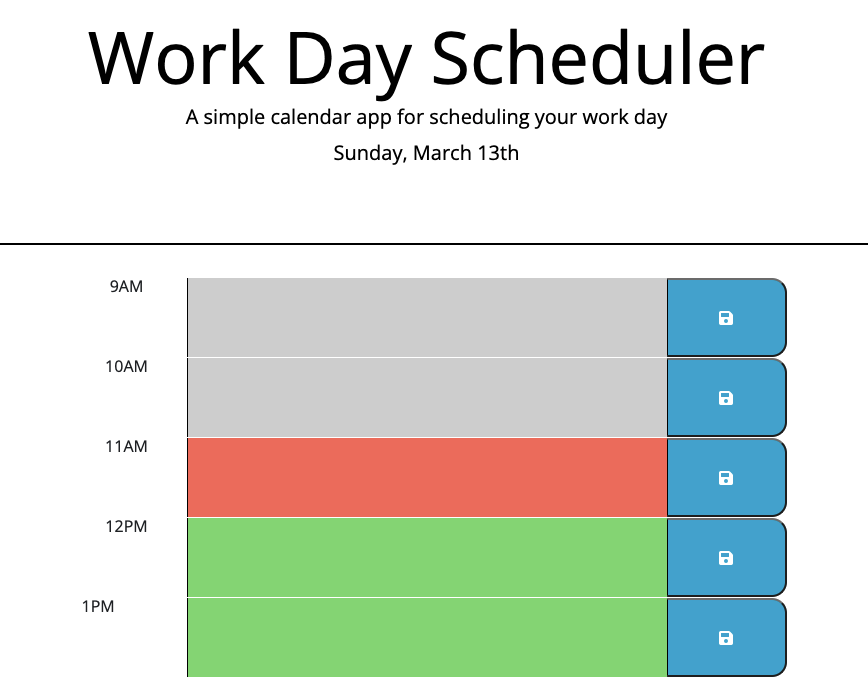 Work Day Scheduler
A simple calendar app for scheduling your work day
Sunday, March 13th
9AM
10AM
11AM
12PM
1PM